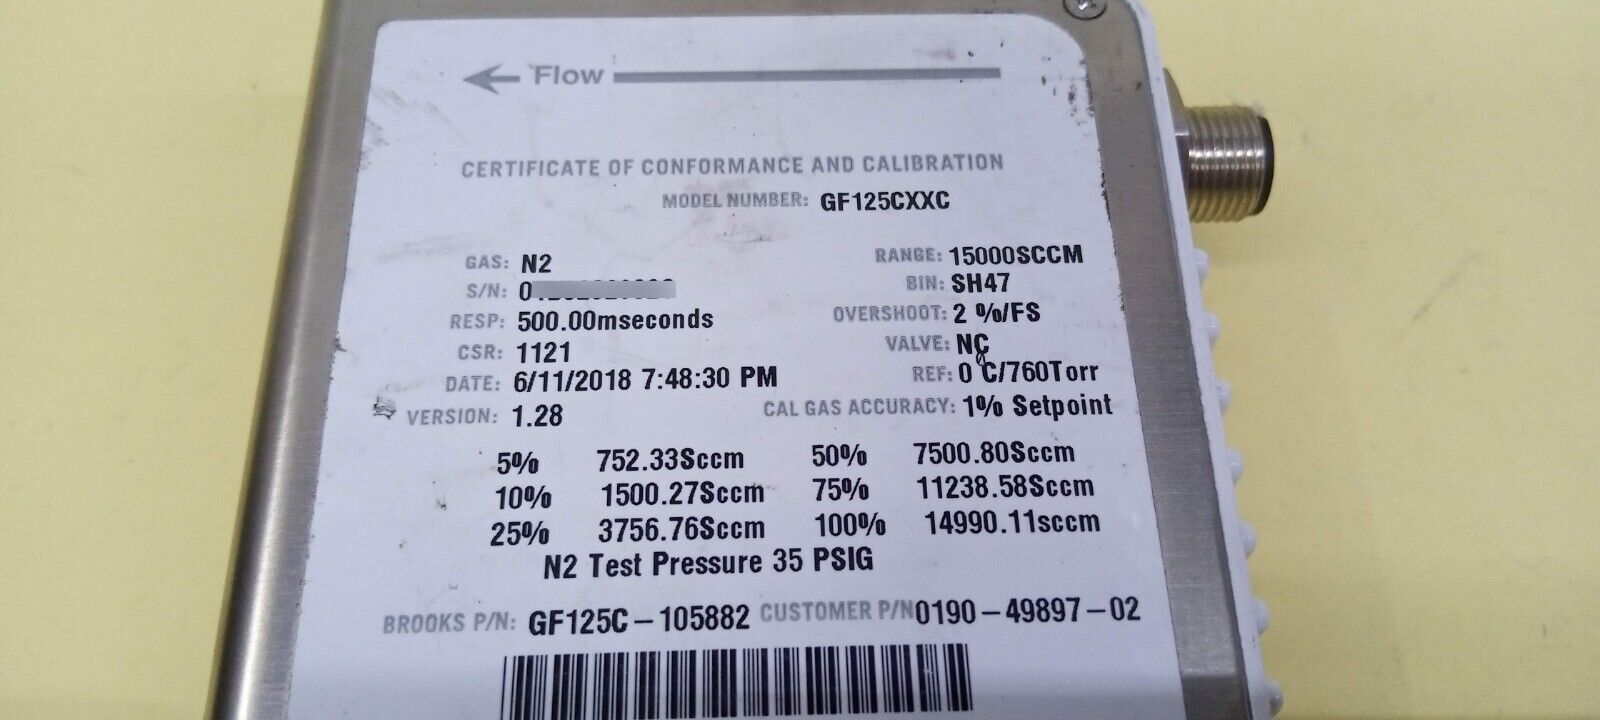 Flow
CERTIFICATE OF CONFORMANCE AND CALIBRATION
MODEL NUMBER: GF125CXXC
GAS: N2 RANGE: 15000SCCM
S/N: BIN: SH47
RESP: 500.00mseconds OVERSHOOT: 2 %/FS
CSR: 1121 VALVE: NC
DATE: 6/11/2018 7:48:30 PM REF: 0 C/760Torr
VERSION: 1.28 CAL GAS ACCURACY: 1% Setpoint
5% 752.33Sccm 50% 7500.80Sccm
10% 1500.27Sccm 75% 11238.58Sccm
25% 3756.76Sccm 100% 14990.11sccm
N2 Test Pressure 35 PSIG
BROOKS P/N: GF125C-105882 CUSTOMER P/N 0190-49897-02